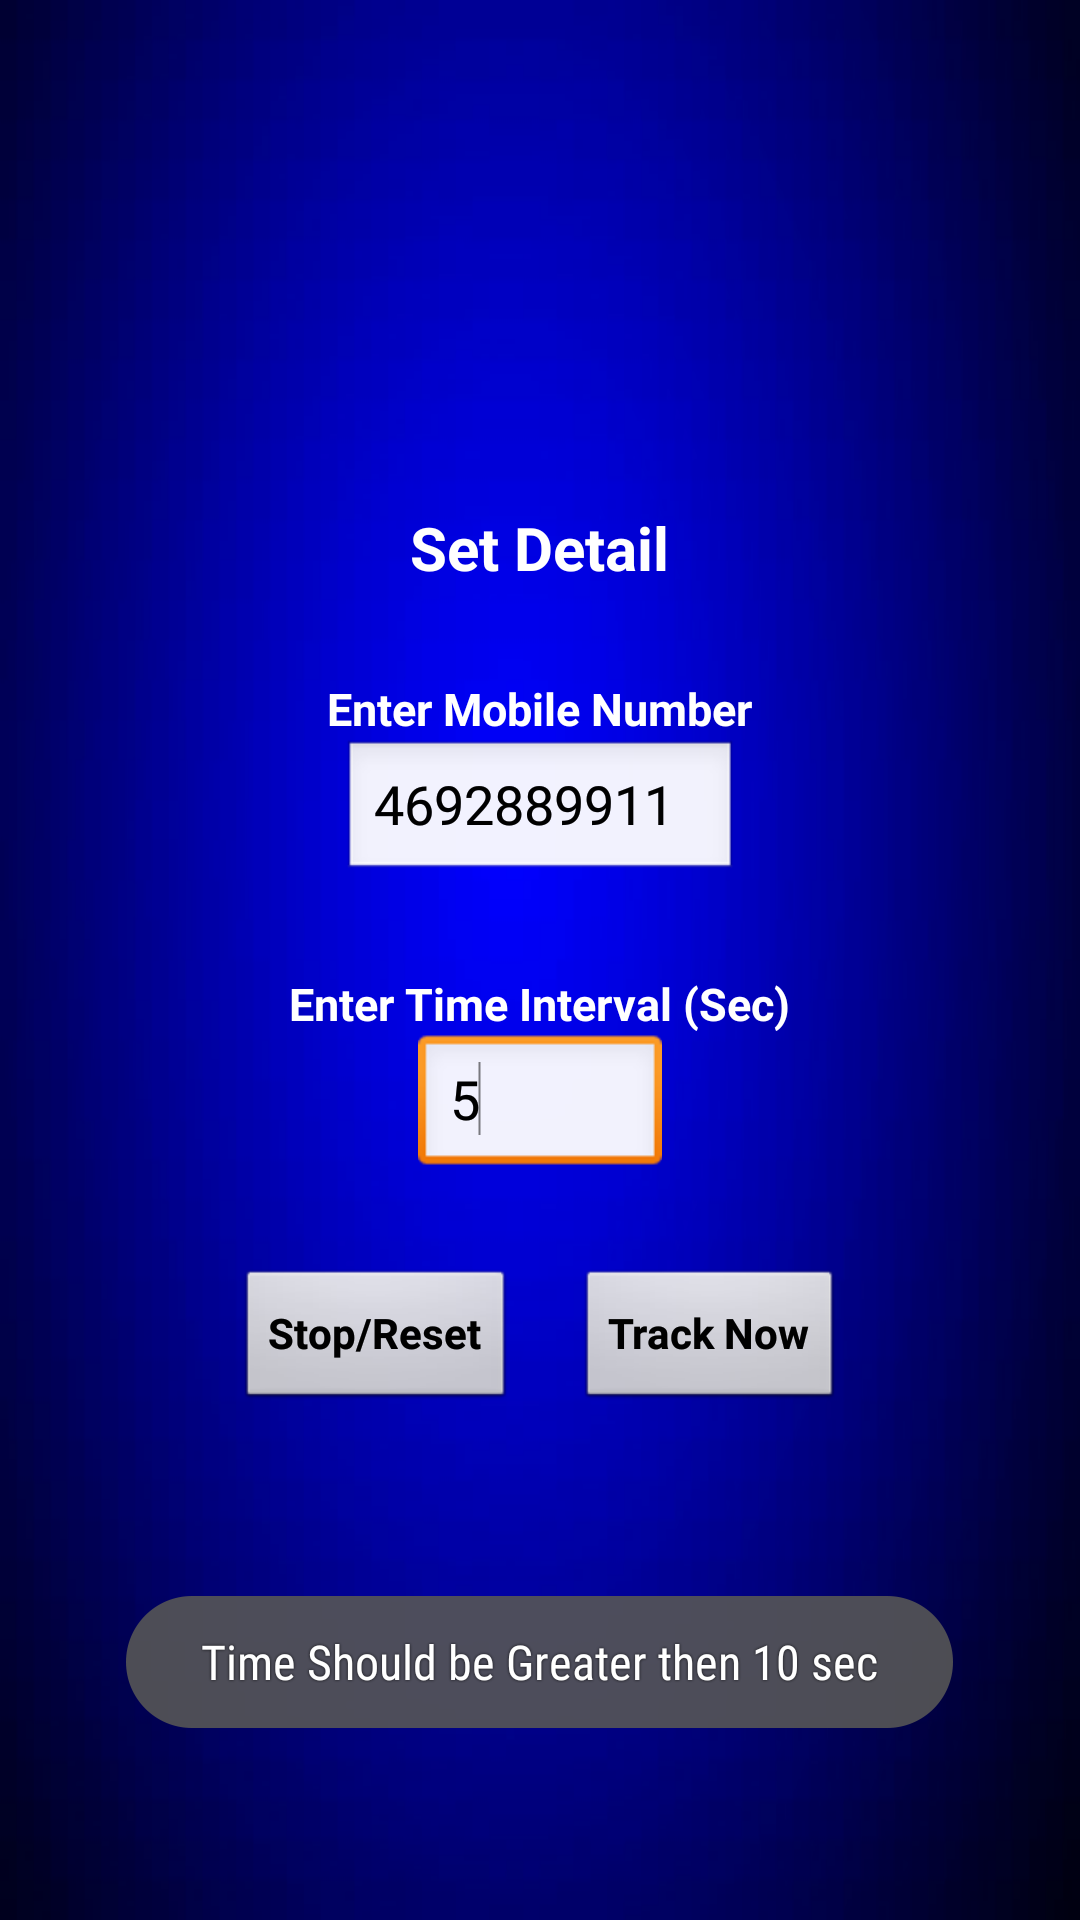 Set Detail
Enter Mobile Number
4692889911
Enter Time Interval (Sec)
5
Stop/Reset
Track Now
Time Should be Greater then 10 sec